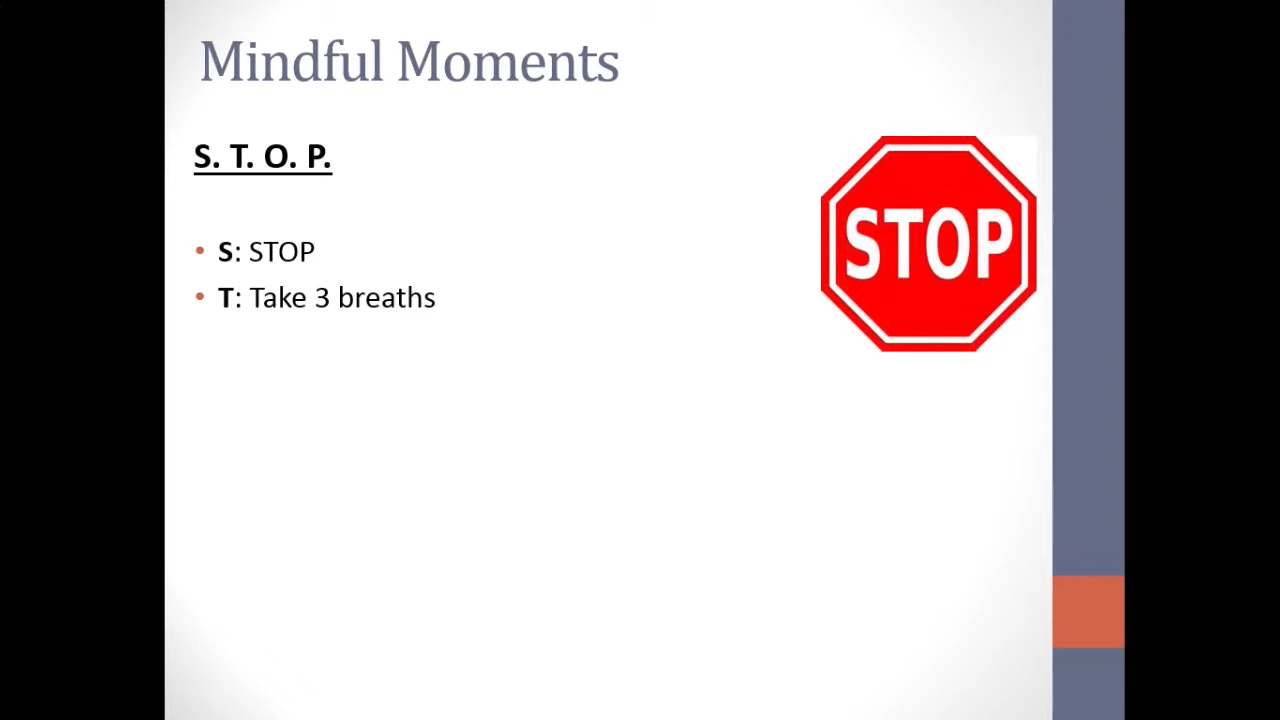 Mindful Moments
S. T. O. P.
• S: STOP
• T: Take 3 breaths
STOP